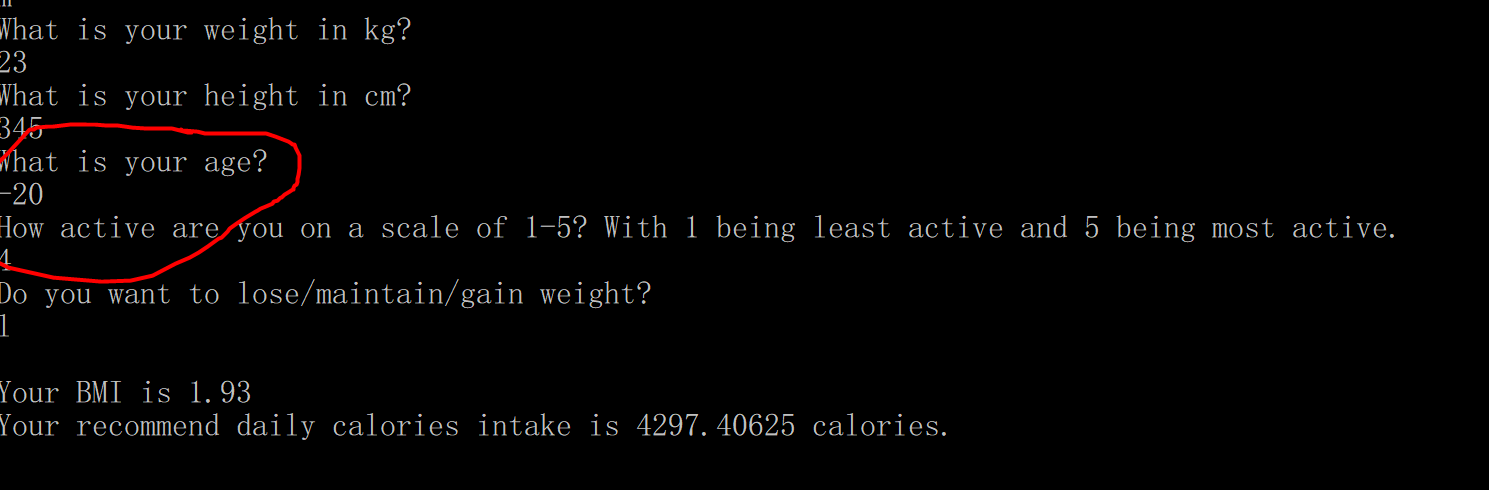 What is your weight in kg?
23
What is your height in cm?
345
What is your age?
-20
How active are you on a scale of 1-5? With 1 being least active and 5 being most active.
4
Do you want to lose/maintain/gain weight?
l
Your BMI is 1.93
Your recommend daily calories intake is 4297.40625 calories.